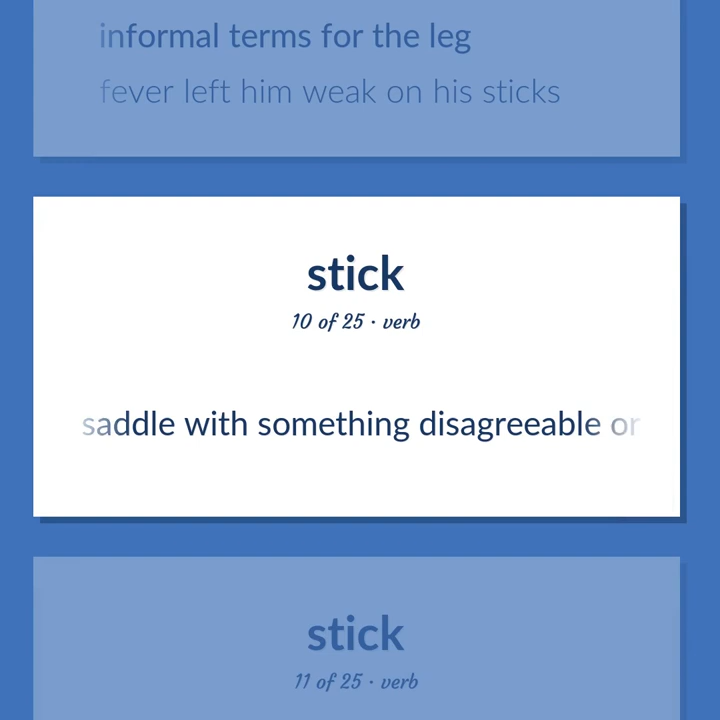 informal terms for the leg
fever left him weak on his sticks
stick
10 of 25 · verb
saddle with something disagreeable or
stick
11 of 25 · verb